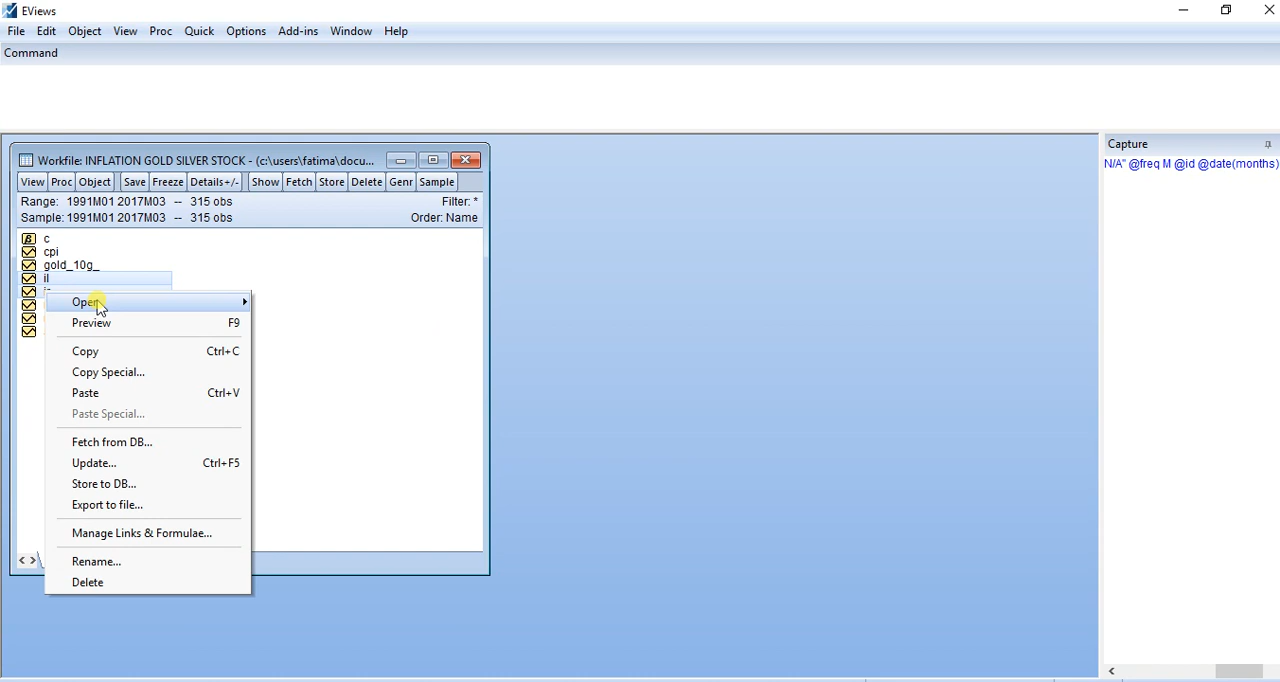 EViews
File Edit Object View Proc Quick Options Add-ins Window Help
Command
Workfile: INFLATION GOLD SILVER STOCK - (c:\users\fatima\docu...
View Proc Object Save Freeze Details+/- Show Fetch Store Delete Genr Sample
Range: 1991M01 2017M03 -- 315 obs Filter: *
Sample: 1991M01 2017M03 -- 315 obs Order: Name
c
cpi
gold_10g_
Open
Preview F9
Copy Ctrl+C
Copy Special...
Paste Ctrl+V
Paste Special...
Fetch from DB...
Update... Ctrl+F5
Store to DB...
Export to file...
Manage Links & Formulae...
Rename...
Delete
Capture
N/A" @freq M @id @date(months)